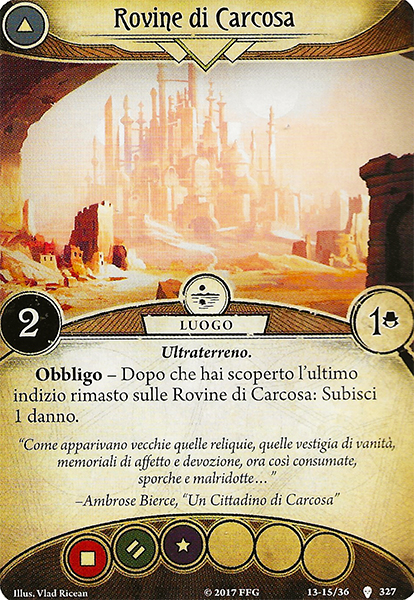 Rovine di Carcosa
2
LUOGO
1
Ultraterreno.
Obbligo – Dopo che hai scoperto l'ultimo
indizio rimasto sulle Rovine di Carcosa: Subisci
1 danno.
“Come apparivano vecchie quelle reliquie, quelle vestigia di vanità,
memoriali di affetto e devozione, ora così consumate,
sporche e malridotte…”
–Ambrose Bierce, “Un Cittadino di Carcosa”
Illus. Vlad Ricean © 2017 FFG 13-15/36 327